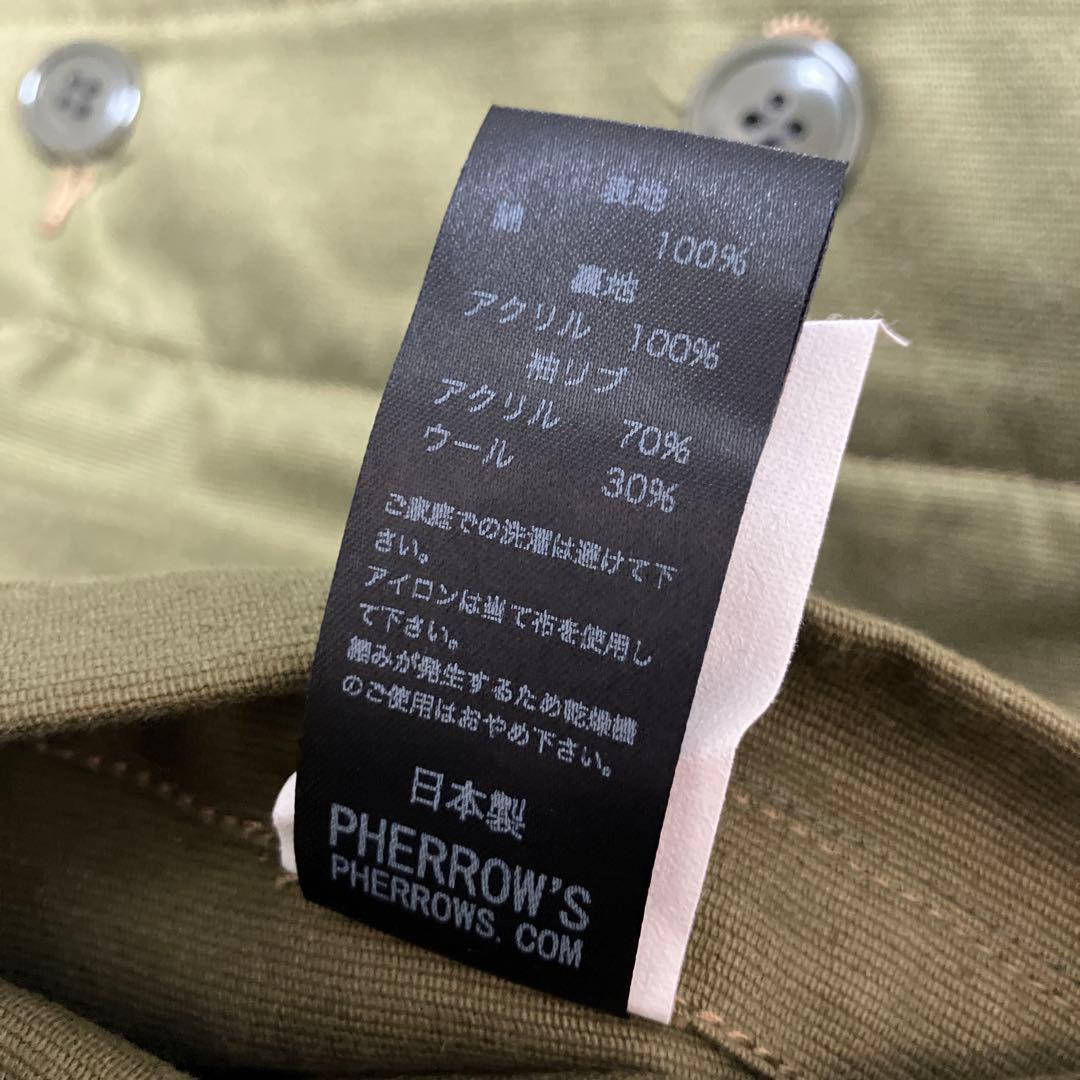 表地
綿 100%
裏地
アクリル 100%
袖リブ
アクリル 70%
ウール 30%
ご家庭での洗濯は避けて下
さい。
アイロンは当て布を使用し
て下さい。
縮みが発生するため乾燥機
のご使用はおやめ下さい。
日本製
PHERROW'S
PHERROWS.COM